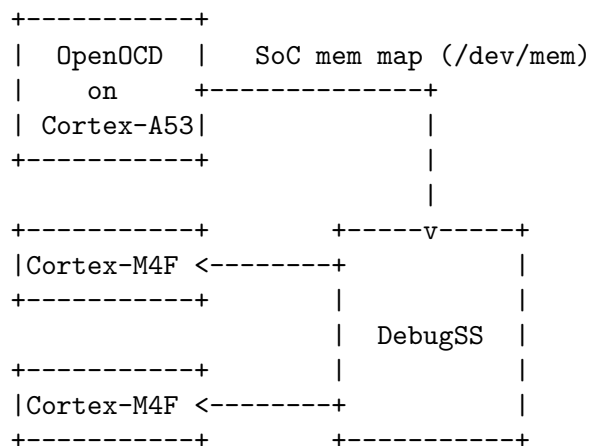 OpenOCD SoC mem map (/dev/mem)
on
Cortex-A53
Cortex-M4F
DebugSS
Cortex-M4F